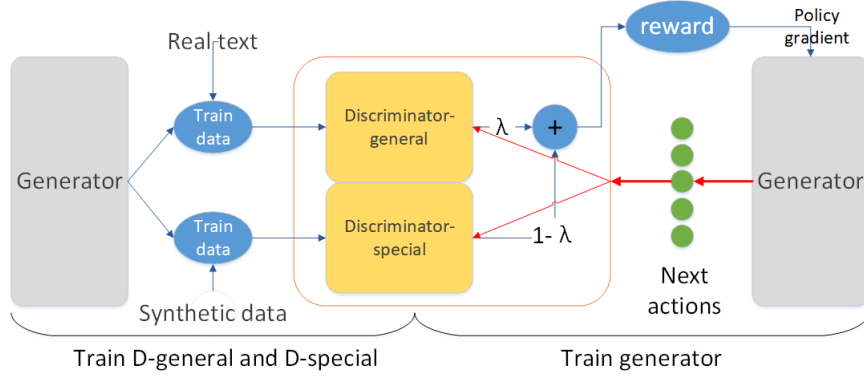 Real text
reward
Policy
gradient
Train
data
Discriminator-
general
λ
+
Generator
Generator
Train
data
Discriminator-
special
1- λ
Synthetic data
Next
actions
Train D-general and D-special
Train generator